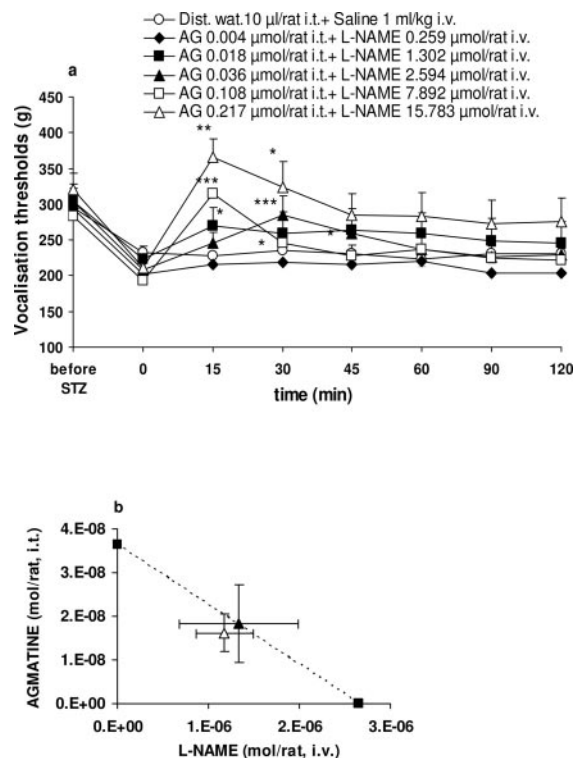 Dist. wat.10 µl/rat i.t.+ Saline 1 ml/kg i.v.
AG 0.004 µmol/rat i.t.+ L-NAME 0.259 µmol/rat i.v.
AG 0.018 µmol/rat i.t.+ L-NAME 1.302 µmol/rat i.v.
AG 0.036 µmol/rat i.t.+ L-NAME 2.594 µmol/rat i.v.
AG 0.108 µmol/rat i.t.+ L-NAME 7.892 µmol/rat i.v.
AG 0.217 µmol/rat i.t.+ L-NAME 15.783 µmol/rat i.v.
a
Vocalisation thresholds (g)
450
400
350
300
250
200
150
100
**
*
***
*
***
*
*
before STZ 0 15 30 45 60 90 120
time (min)
b
AGMATINE (mol/rat, i.t.)
4.E-08
3.E-08
2.E-08
1.E-08
0.E+00
0.E+00 1.E-06 2.E-06 3.E-06
L-NAME (mol/rat, i.v.)